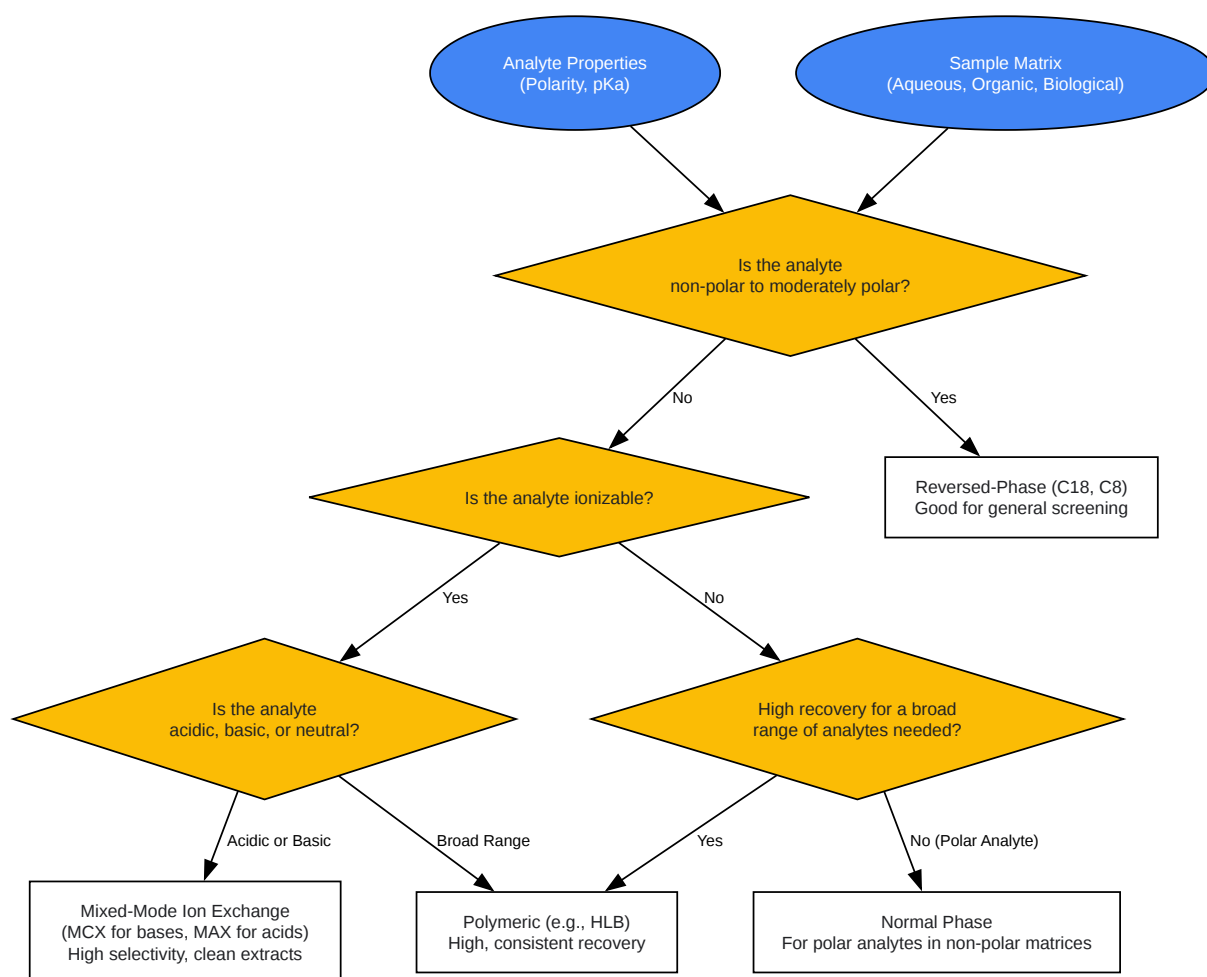 Analyte Properties
(Polarity, pKa)
Sample Matrix
(Aqueous, Organic, Biological)
Is the analyte
non-polar to moderately polar?
No
Yes
Reversed-Phase (C18, C8)
Good for general screening
Is the analyte ionizable?
Yes
No
Is the analyte
acidic, basic, or neutral?
High recovery for a broad
range of analytes needed?
Acidic or Basic
Broad Range
Yes
No (Polar Analyte)
Mixed-Mode Ion Exchange
(MCX for bases, MAX for acids)
High selectivity, clean extracts
Polymeric (e.g., HLB)
High, consistent recovery
Normal Phase
For polar analytes in non-polar matrices